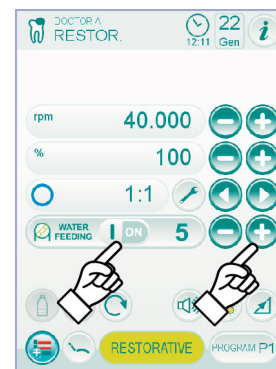 DOCTOR A
RESTOR.
12:11
22
Gen
i
rpm 40.000
% 100
1:1
WATER
FEEDING
I ON 5
RESTORATIVE
PROGRAM P1